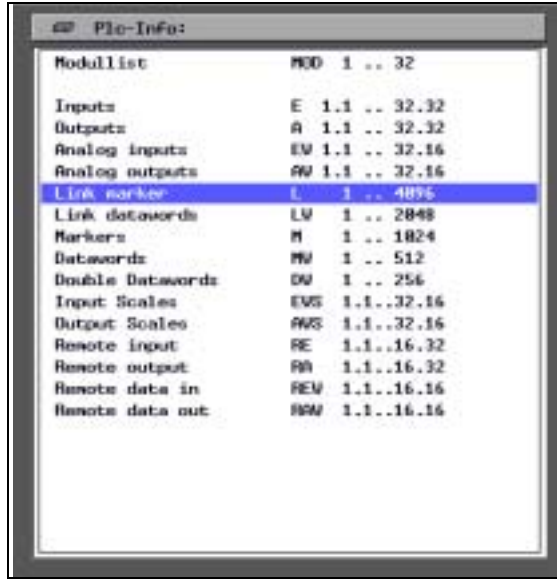 Plc-Info:
Modullist MOD 1 .. 32
Inputs E 1.1 .. 32.32
Outputs A 1.1 .. 32.32
Analog inputs EW 1.1 .. 32.16
Analog outputs AW 1.1 .. 32.16
Link marker L 1 .. 4096
Link datawords LW 1 .. 2048
Markers M 1 .. 1024
Datawords MW 1 .. 512
Double Datawords DW 1 .. 256
Input Scales EWS 1.1..32.16
Output Scales AWS 1.1..32.16
Remote input RE 1.1..16.32
Remote output RA 1.1..16.32
Remote data in REW 1.1..16.16
Remote data out RAW 1.1..16.16